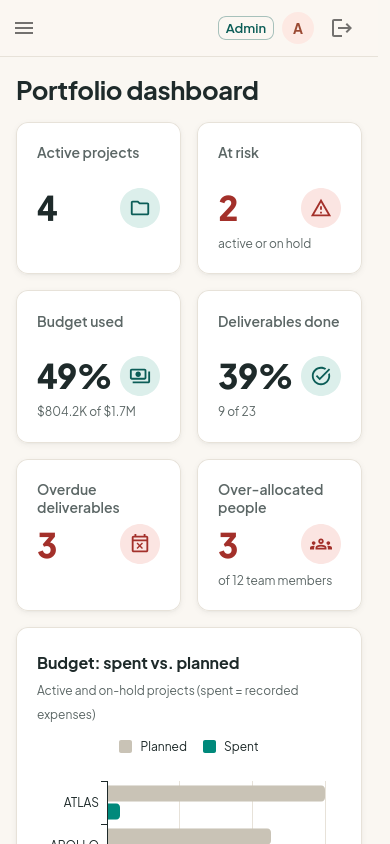 Admin
A
Portfolio dashboard
Active projects
4
At risk
2
active or on hold
Budget used
49%
$804.2K of $1.7M
Deliverables done
39%
9 of 23
Overdue
deliverables
3
Over-allocated
people
3
of 12 team members
Budget: spent vs. planned
Active and on-hold projects (spent = recorded
expenses)
Planned
Spent
ATLAS
APOLLO